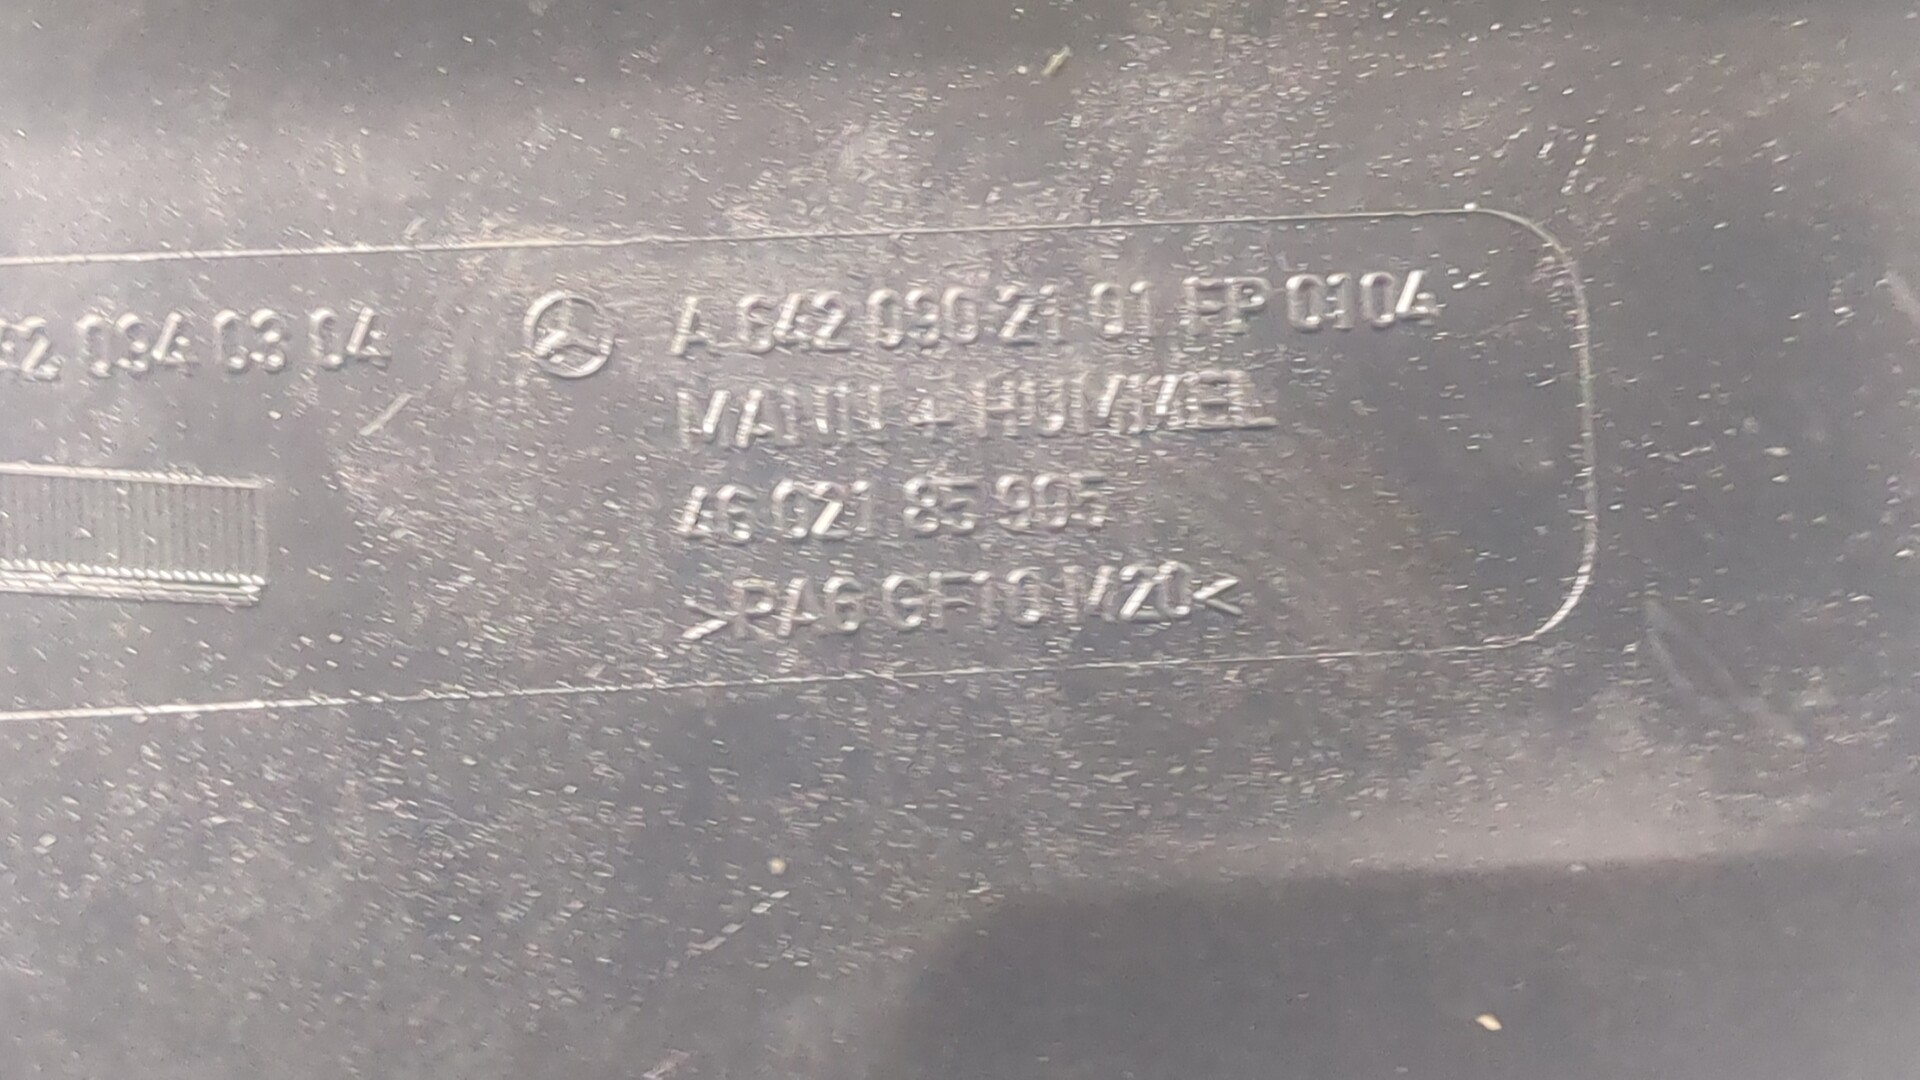 42 094 03 04
A 642 090 21 01 FP 0104
MANN + HUMMEL
46 021 85 905
>PA6 GF10 M20<